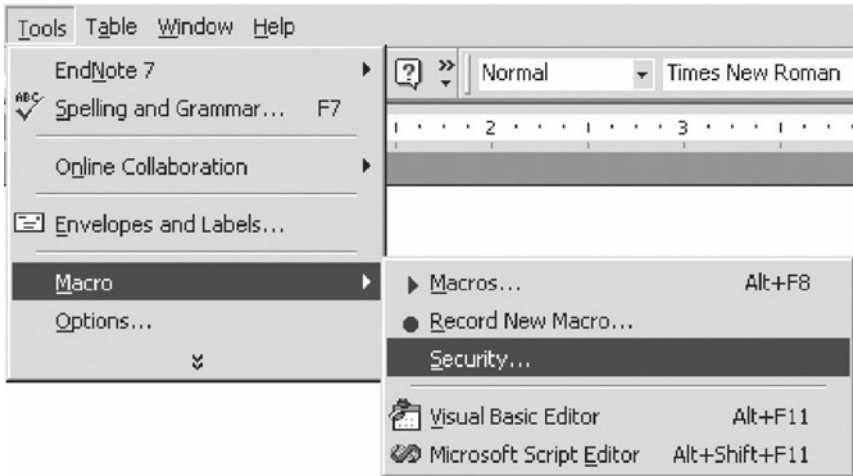 Tools Table Window Help
EndNote 7
Normal Times New Roman
ABC Spelling and Grammar... F7
2 3
Online Collaboration
Envelopes and Labels...
Macro
Macros... Alt+F8
Options...
Record New Macro...
Security...
Visual Basic Editor Alt+F11
Microsoft Script Editor Alt+Shift+F11